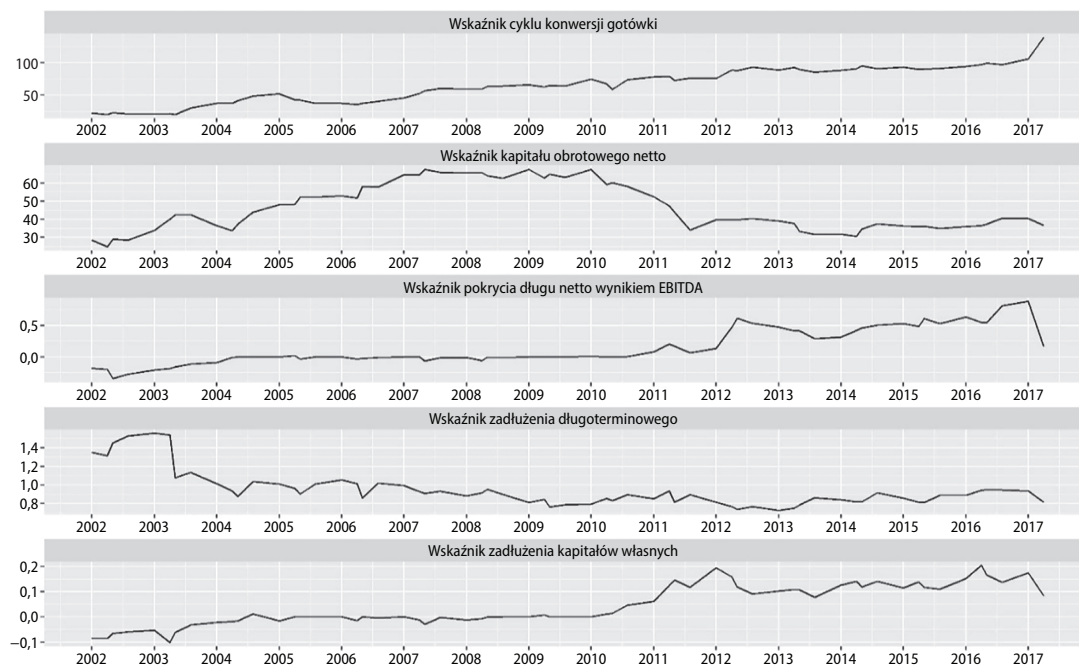 Wskaźnik cyklu konwersji gotówki
100
50
2002 2003 2004 2005 2006 2007 2008 2009 2010 2011 2012 2013 2014 2015 2016 2017
Wskaźnik kapitału obrotowego netto
60
50
40
30
2002 2003 2004 2005 2006 2007 2008 2009 2010 2011 2012 2013 2014 2015 2016 2017
Wskaźnik pokrycia długu netto wynikiem EBITDA
0,5
0,0
2002 2003 2004 2005 2006 2007 2008 2009 2010 2011 2012 2013 2014 2015 2016 2017
Wskaźnik zadłużenia długoterminowego
1,4
1,2
1,0
0,8
2002 2003 2004 2005 2006 2007 2008 2009 2010 2011 2012 2013 2014 2015 2016 2017
Wskaźnik zadłużenia kapitałów własnych
0,2
0,1
0,0
−0,1
2002 2003 2004 2005 2006 2007 2008 2009 2010 2011 2012 2013 2014 2015 2016 2017